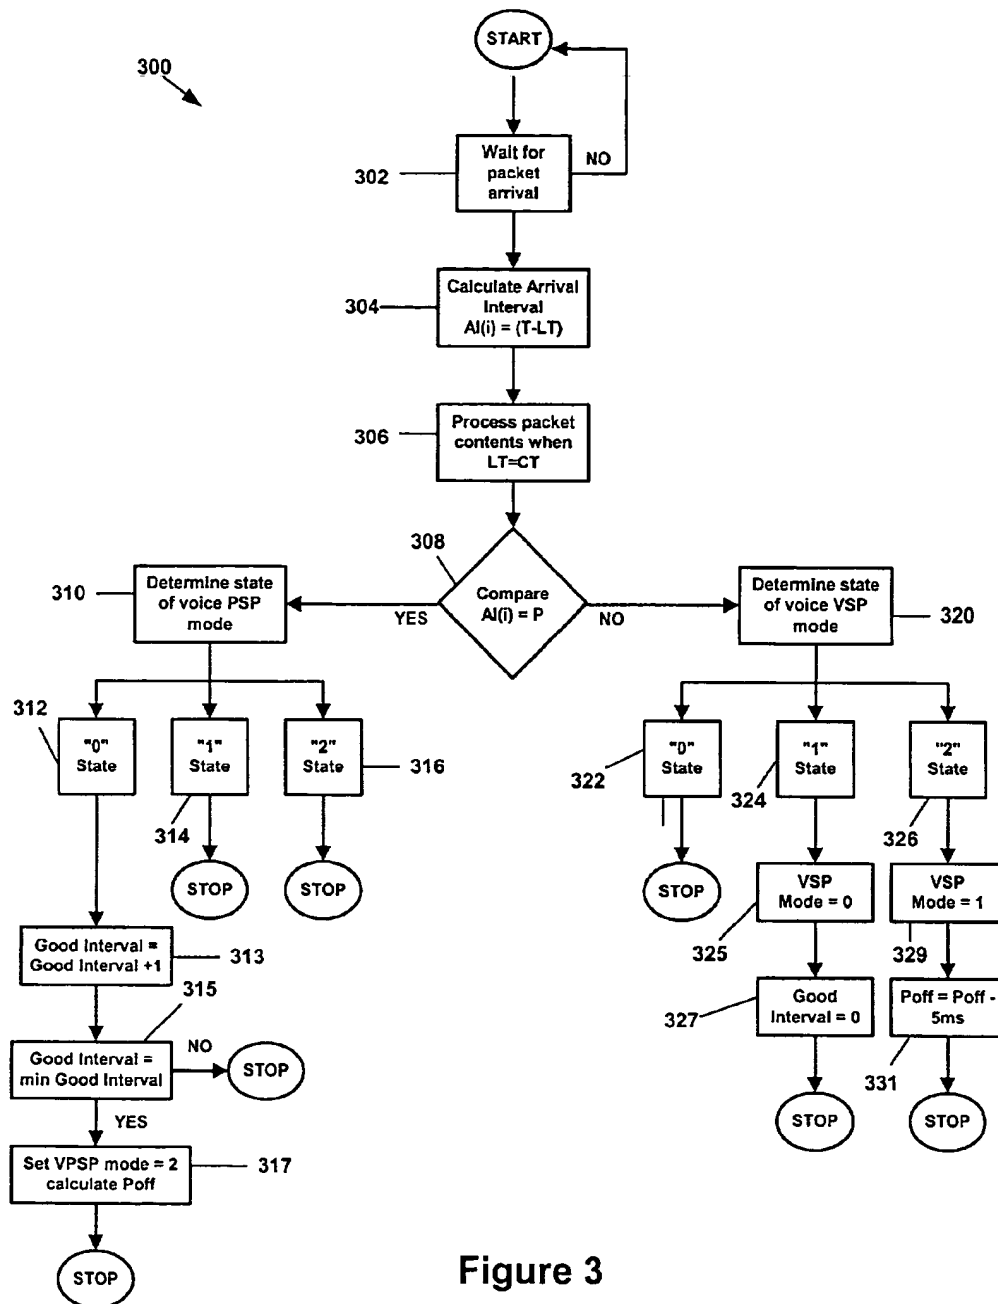 START
300
Wait for
packet
arrival
NO
302
Calculate Arrival
Interval
AI(i) = (T-LT)
304
Process packet
contents when
LT=CT
306
308
Compare
AI(i) = P
YES
NO
310
Determine state
of voice PSP
mode
Determine state
of voice VSP
mode
320
312
"0"
State
"1"
State
"2"
State
316
314
STOP
STOP
322
"0"
State
324
"1"
State
"2"
State
326
STOP
VSP
Mode = 0
VSP
Mode = 1
325
329
Good Interval =
Good Interval +1
313
315
Good Interval =
min Good Interval
NO
STOP
YES
Set VPSP mode = 2
calculate Poff
317
STOP
327
Good
Interval = 0
Poff = Poff -
5ms
331
STOP
STOP
Figure 3